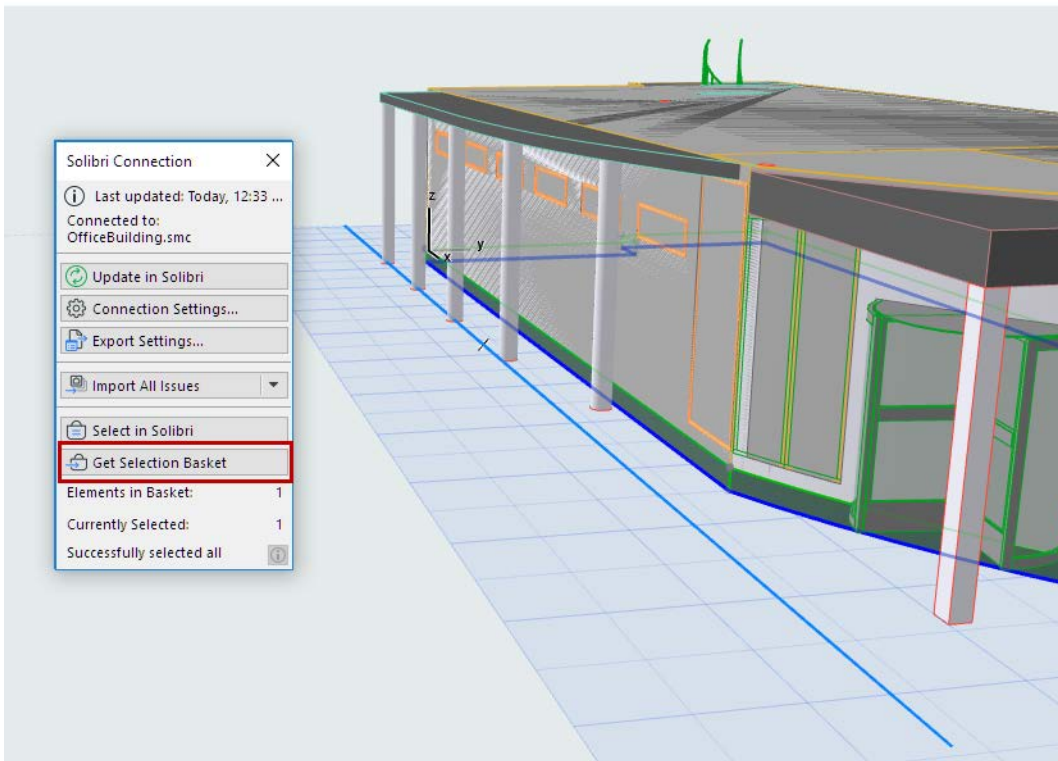 Solibri Connection
Last updated: Today, 12:33 ...
Connected to:
OfficeBuilding.smc
Update in Solibri
Connection Settings...
Export Settings...
Import All Issues
Select in Solibri
Get Selection Basket
Elements in Basket: 1
Currently Selected: 1
Successfully selected all
z
y
x